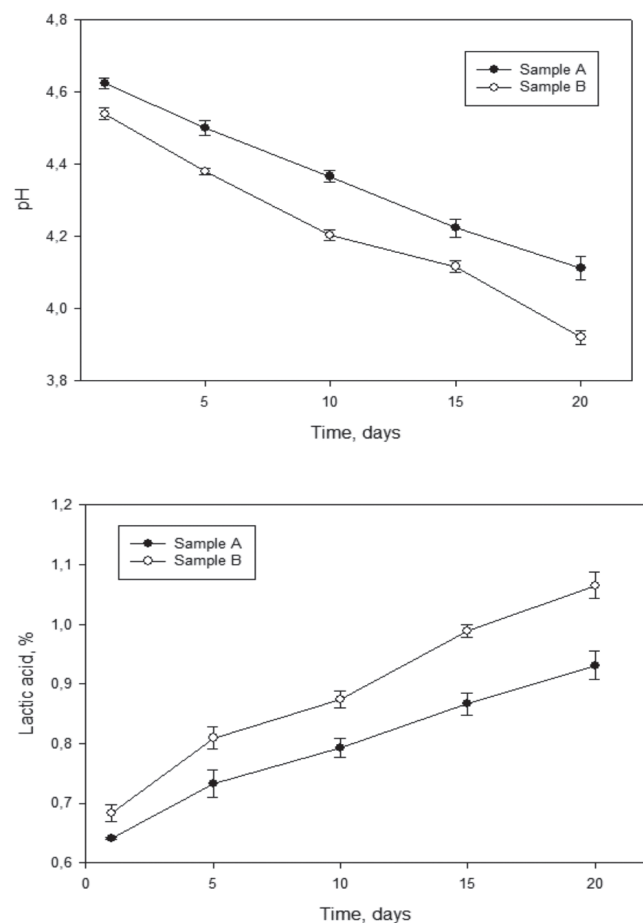 4,8
4,6
4,4
4,2
4,0
3,8
pH
Sample A
Sample B
5 10 15 20
Time, days
1,2
1,1
1,0
0,9
0,8
0,7
0,6
Lactic acid, %
Sample A
Sample B
0 5 10 15 20
Time, days